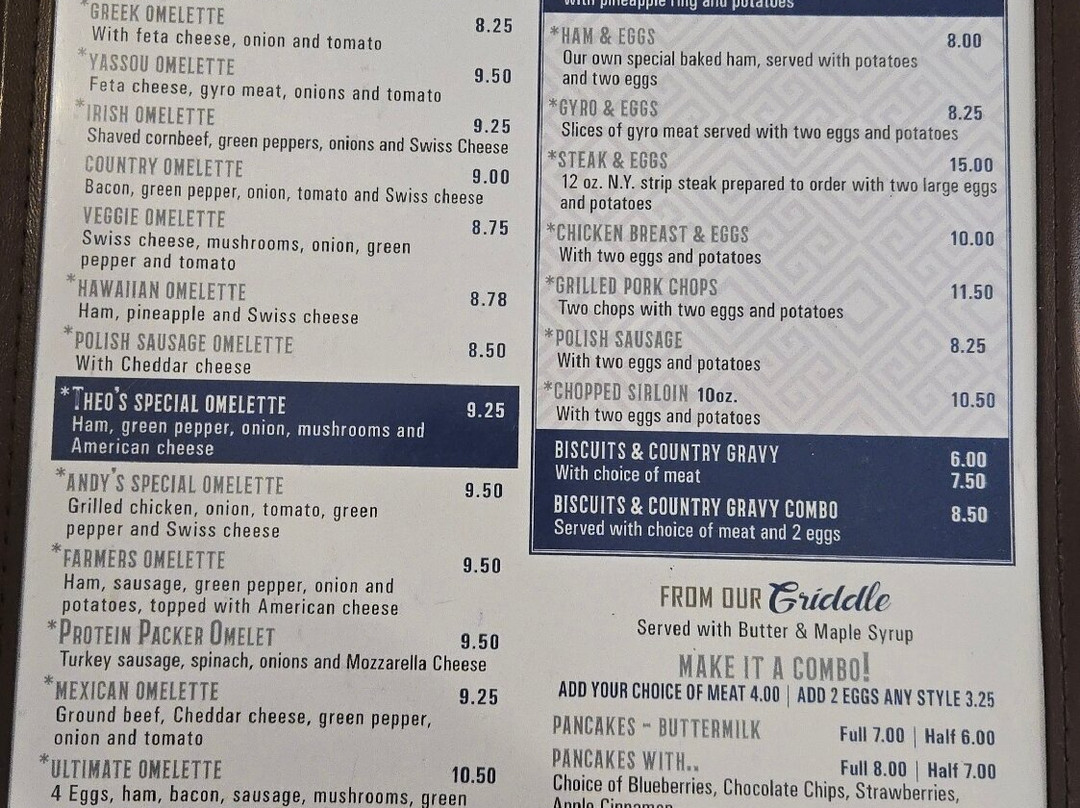 *GREEK OMELETTE 8.25
With feta cheese, onion and tomato
*YASSOU OMELETTE 9.50
Feta cheese, gyro meat, onions and tomato
*IRISH OMELETTE 9.25
Shaved cornbeef, green peppers, onions and Swiss Cheese
COUNTRY OMELETTE 9.00
Bacon, green pepper, onion, tomato and Swiss cheese
VEGGIE OMELETTE 8.75
Swiss cheese, mushrooms, onion, green
pepper and tomato
*HAWAIIAN OMELETTE 8.78
Ham, pineapple and Swiss cheese
*POLISH SAUSAGE OMELETTE 8.50
With Cheddar cheese
*THEO'S SPECIAL OMELETTE 9.25
Ham, green pepper, onion, mushrooms and
American cheese
*ANDY'S SPECIAL OMELETTE 9.50
Grilled chicken, onion, tomato, green
pepper and Swiss cheese
*FARMERS OMELETTE 9.50
Ham, sausage, green pepper, onion and
potatoes, topped with American cheese
*PROTEIN PACKER OMELET 9.50
Turkey sausage, spinach, onions and Mozzarella Cheese
*MEXICAN OMELETTE 9.25
Ground beef, Cheddar cheese, green pepper,
onion and tomato
*ULTIMATE OMELETTE 10.50
4 Eggs, ham, bacon, sausage, mushrooms, green
with pineapple ring and potatoes
*HAM & EGGS 8.00
Our own special baked ham, served with potatoes
and two eggs
*GYRO & EGGS 8.25
Slices of gyro meat served with two eggs and potatoes
*STEAK & EGGS 15.00
12 oz. N.Y. strip steak prepared to order with two large eggs
and potatoes
*CHICKEN BREAST & EGGS 10.00
With two eggs and potatoes
*GRILLED PORK CHOPS 11.50
Two chops with two eggs and potatoes
*POLISH SAUSAGE 8.25
With two eggs and potatoes
*CHOPPED SIRLOIN 10oz. 10.50
With two eggs and potatoes
BISCUITS & COUNTRY GRAVY 6.00
With choice of meat 7.50
BISCUITS & COUNTRY GRAVY COMBO 8.50
Served with choice of meat and 2 eggs
FROM OUR Griddle
Served with Butter & Maple Syrup
MAKE IT A COMBO!
ADD YOUR CHOICE OF MEAT 4.00 | ADD 2 EGGS ANY STYLE 3.25
PANCAKES - BUTTERMILK Full 7.00 | Half 6.00
PANCAKES WITH.. Full 8.00 | Half 7.00
Choice of Blueberries, Chocolate Chips, Strawberries,
Apple Cinnamon